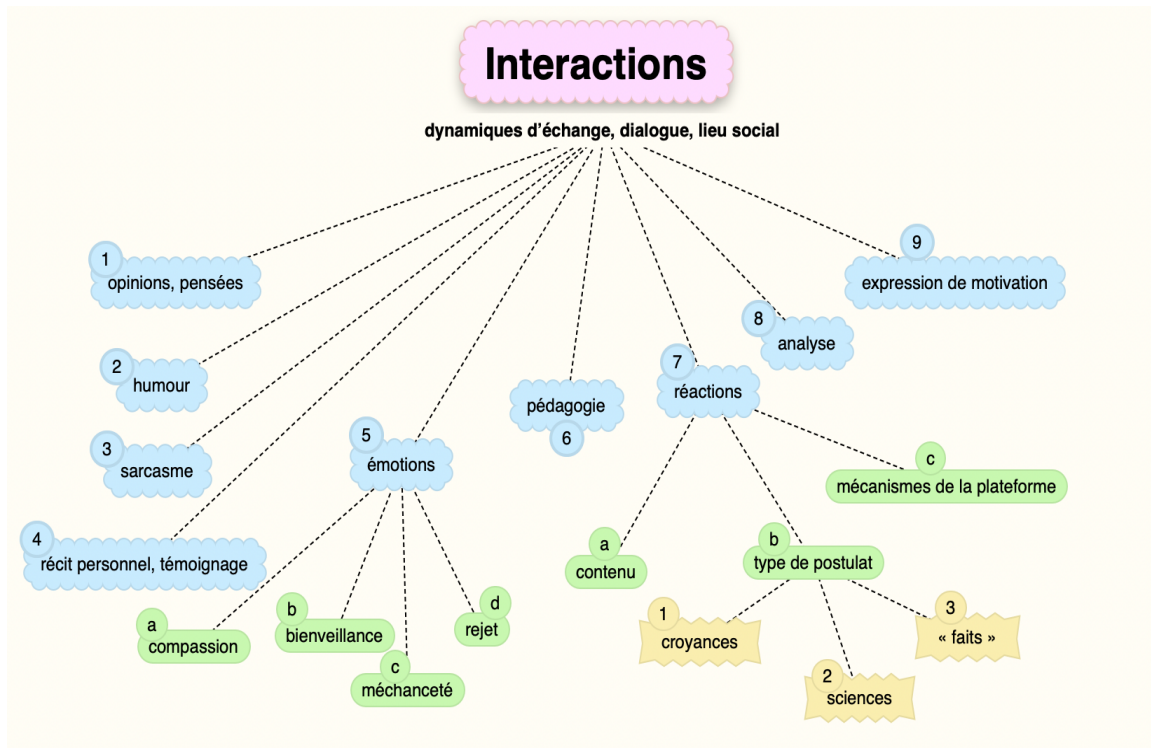 Interactions
dynamiques d’échange, dialogue, lieu social
1
opinions, pensées
2
humour
3
sarcasme
4
récit personnel, témoignage
5
émotions
a
compassion
b
bienveillance
c
méchanceté
d
rejet
pédagogie
6
7
réactions
a
contenu
b
type de postulat
1
croyances
2
sciences
3
« faits »
c
mécanismes de la plateforme
8
analyse
9
expression de motivation